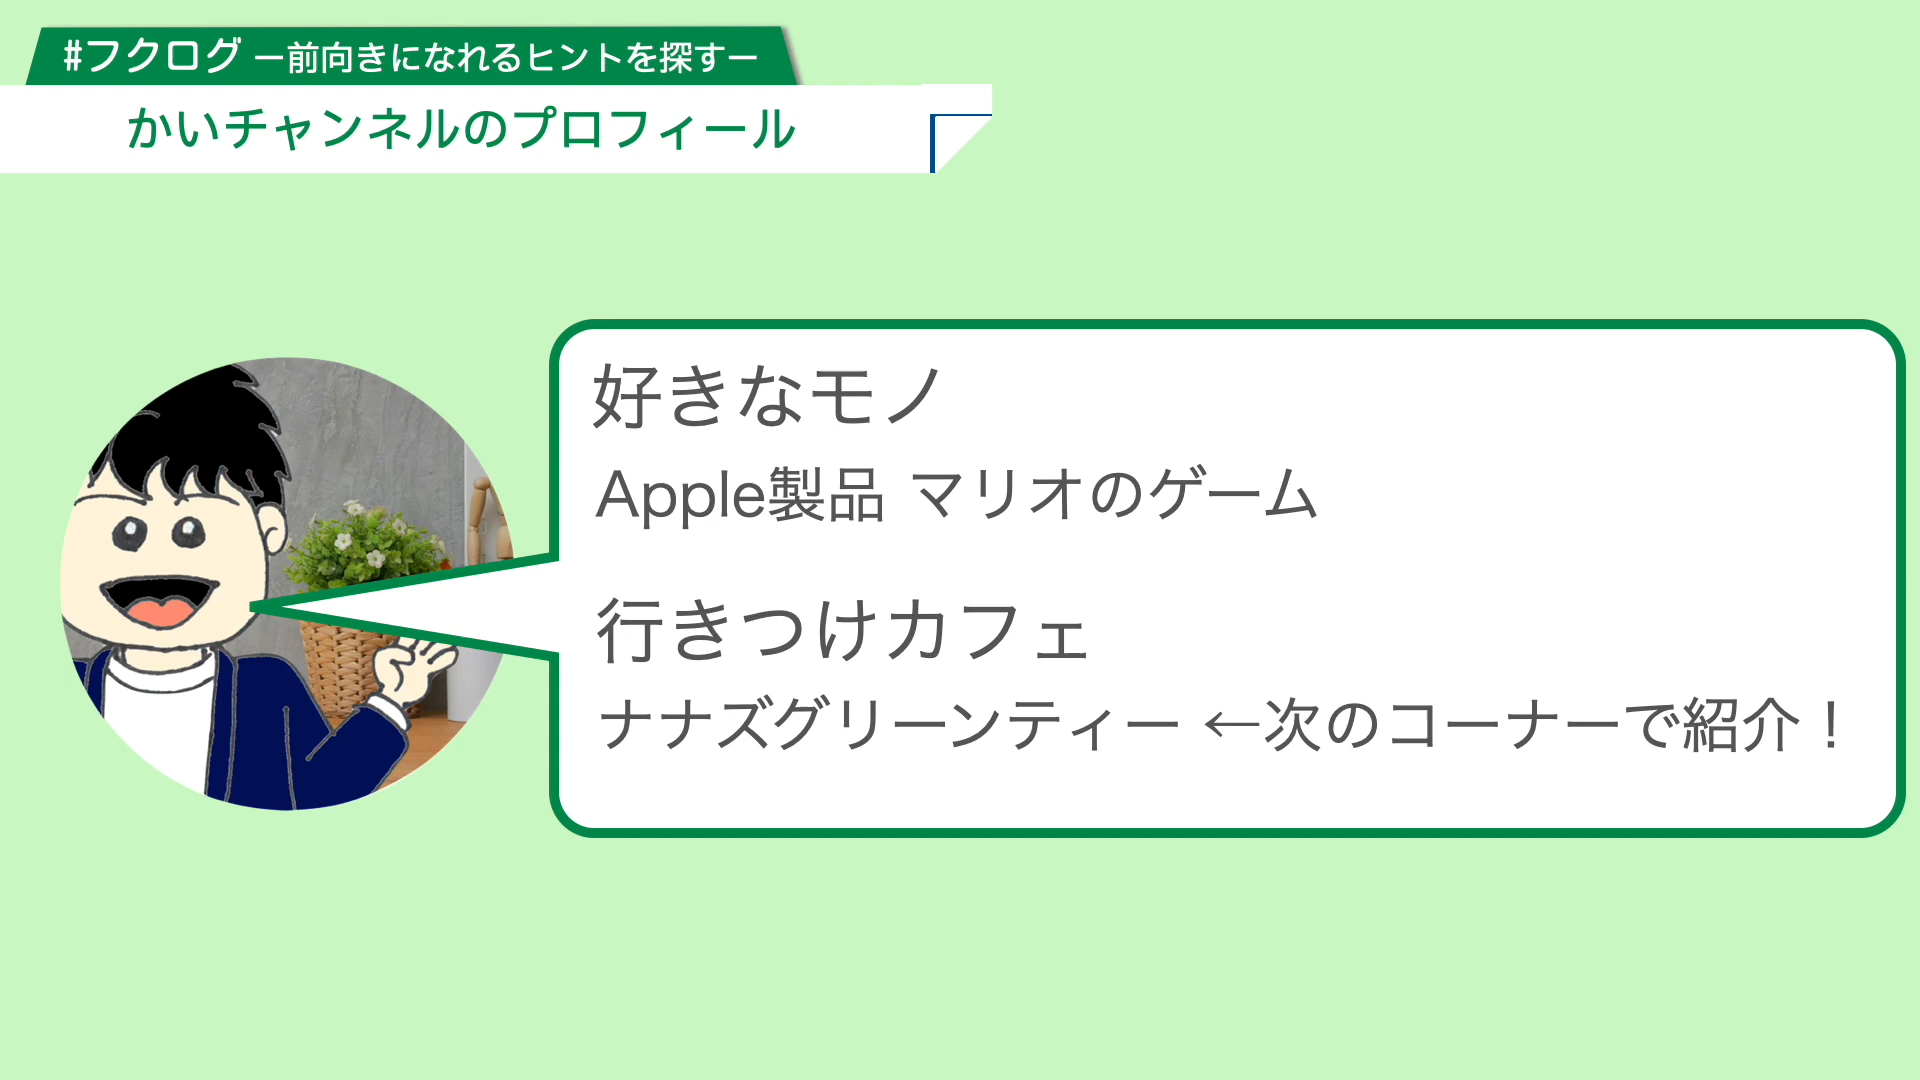 #フクログ ー前向きになれるヒントを探すー
かいチャンネルのプロフィール
好きなモノ
Apple製品 マリオのゲーム
行きつけカフェ
ナナズグリーンティー ←次のコーナーで紹介！